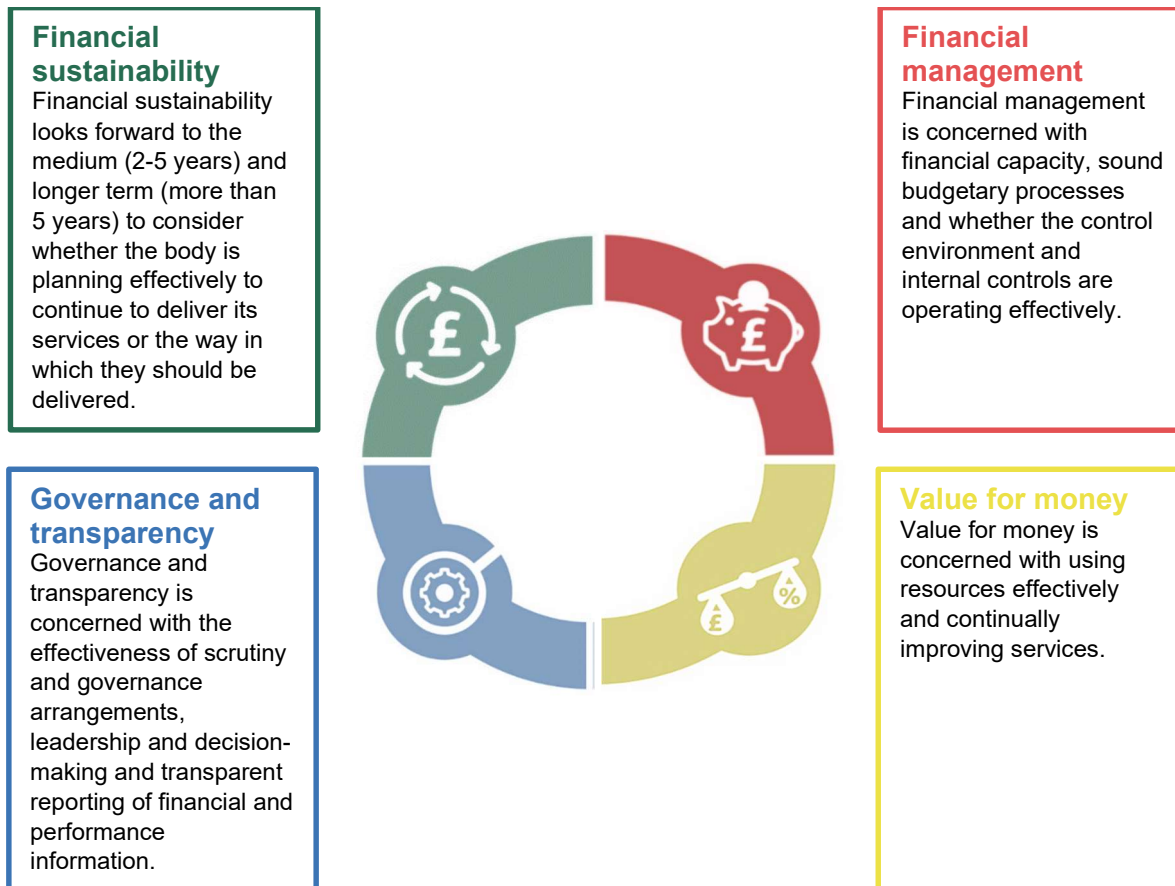 Financial
sustainability
Financial sustainability
looks forward to the
medium (2-5 years) and
longer term (more than
5 years) to consider
whether the body is
planning effectively to
continue to deliver its
services or the way in
which they should be
delivered.
Financial
management
Financial management
is concerned with
financial capacity, sound
budgetary processes
and whether the control
environment and
internal controls are
operating effectively.
£
£
Governance and
transparency
Governance and
transparency is
concerned with the
effectiveness of scrutiny
and governance
arrangements,
leadership and decision-
making and transparent
reporting of financial and
performance
information.
£
%
Value for money
Value for money is
concerned with using
resources effectively
and continually
improving services.